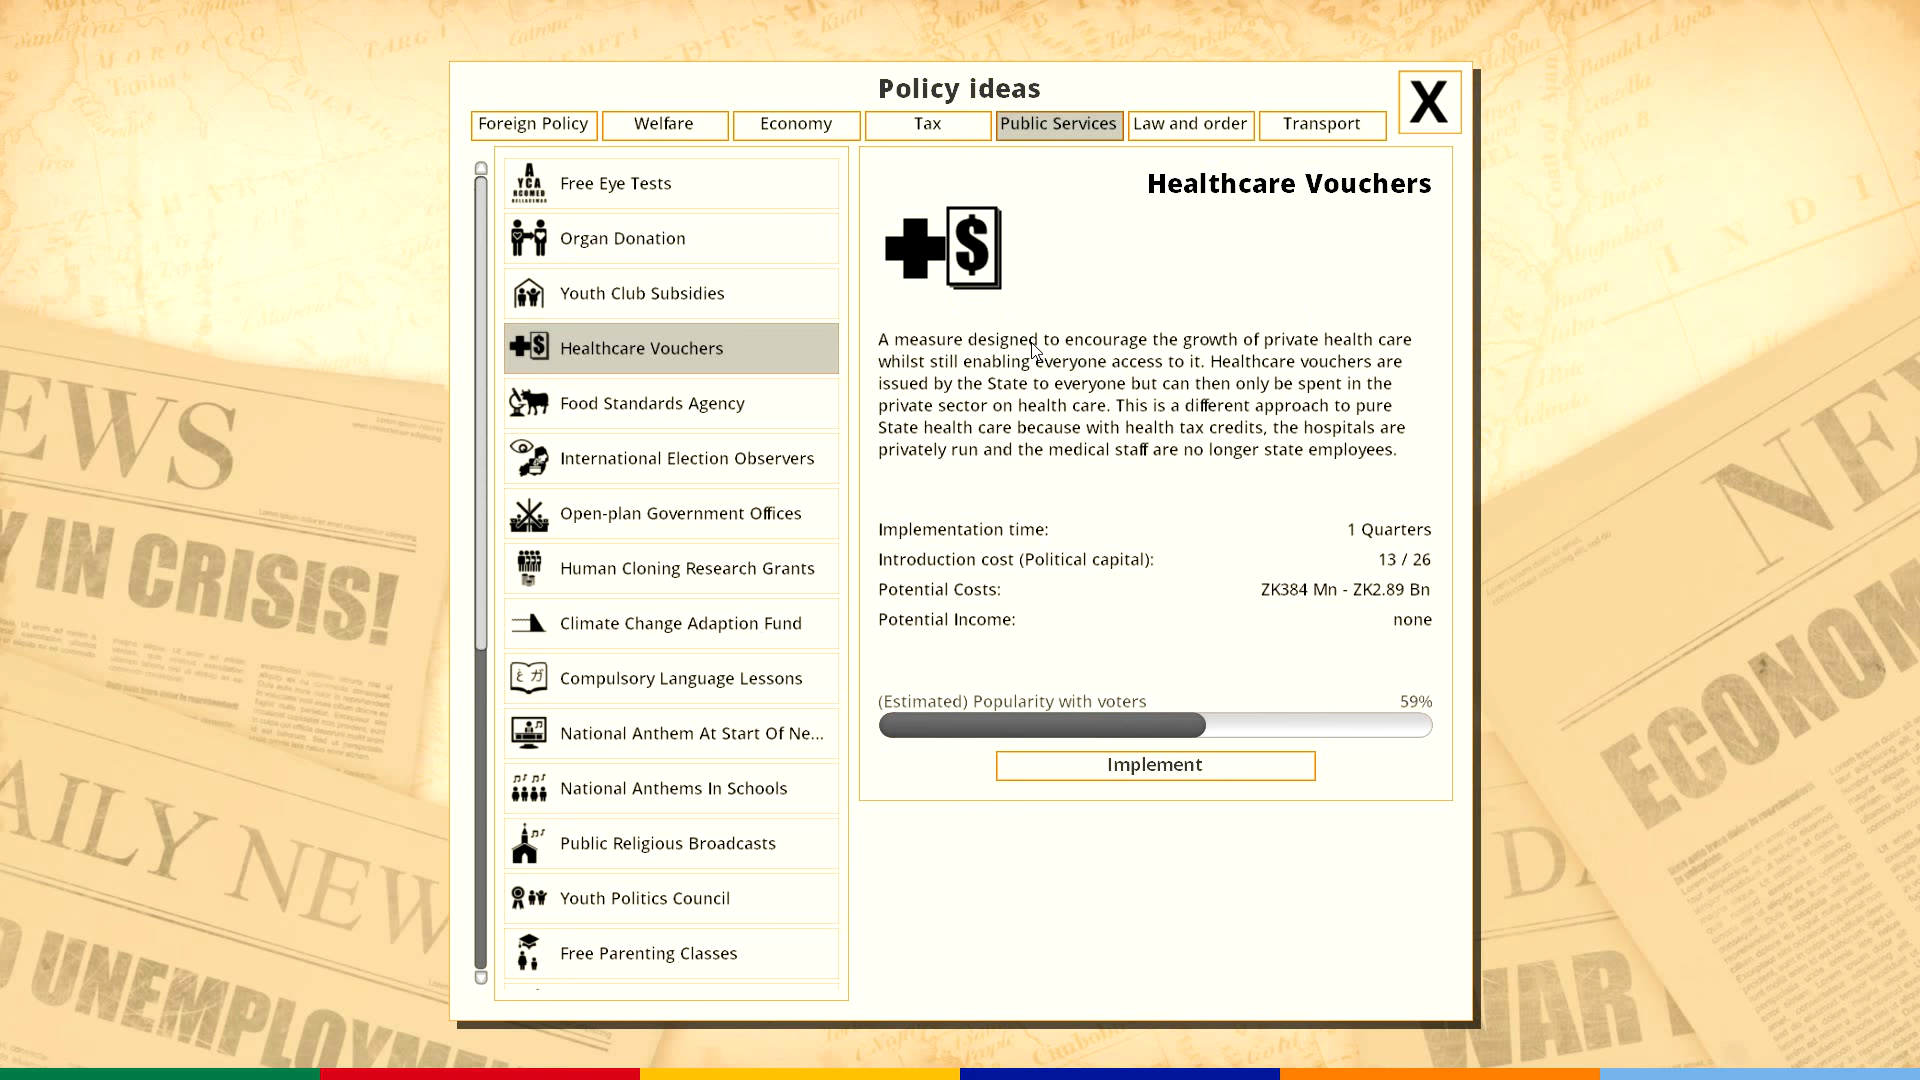 Policy ideas
X
Foreign Policy
Welfare
Economy
Tax
Public Services
Law and order
Transport
Free Eye Tests
Organ Donation
Youth Club Subsidies
Healthcare Vouchers
Food Standards Agency
International Election Observers
Open-plan Government Offices
Human Cloning Research Grants
Climate Change Adaption Fund
Compulsory Language Lessons
National Anthem At Start Of Ne...
National Anthems In Schools
Public Religious Broadcasts
Youth Politics Council
Free Parenting Classes
Healthcare Vouchers
A measure designed to encourage the growth of private health care
whilst still enabling everyone access to it. Healthcare vouchers are
issued by the State to everyone but can then only be spent in the
private sector on health care. This is a different approach to pure
State health care because with health tax credits, the hospitals are
privately run and the medical staff are no longer state employees.
Implementation time: 1 Quarters
Introduction cost (Political capital): 13 / 26
Potential Costs: ZK384 Mn - ZK2.89 Bn
Potential Income: none
(Estimated) Popularity with voters 59%
Implement
EWS
Y IN CRISIS!
AILY NEW
UNEMPLOYME
NE
ECONOM
WAR